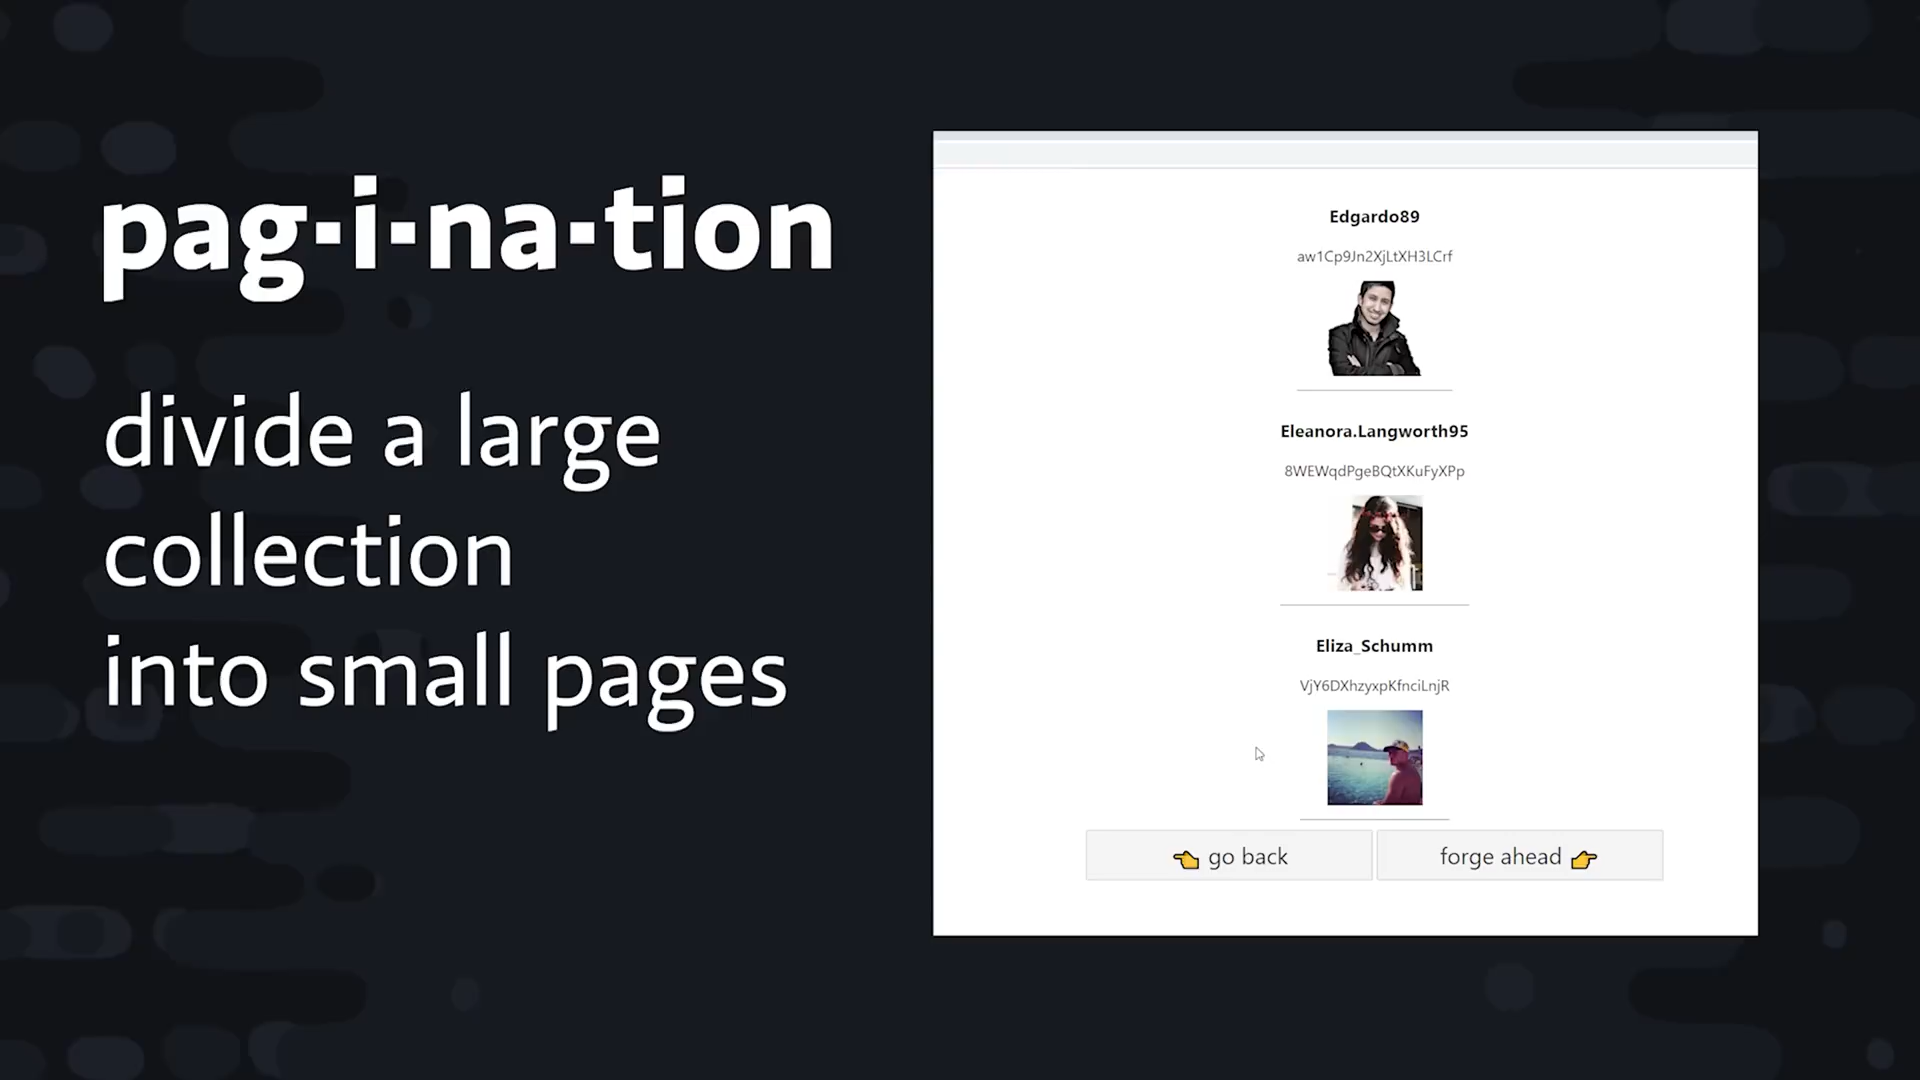 pag·i·na·tion
divide a large
collection
into small pages
Edgardo89
aw1Cp9Jn2XjLtXH3LCrf
Eleanora.Langworth95
8WEWqdPgeBQtXKuFyXPp
Eliza_Schumm
VjY6DXhzyxpKfnciLnjR
👈 go back
forge ahead 👉